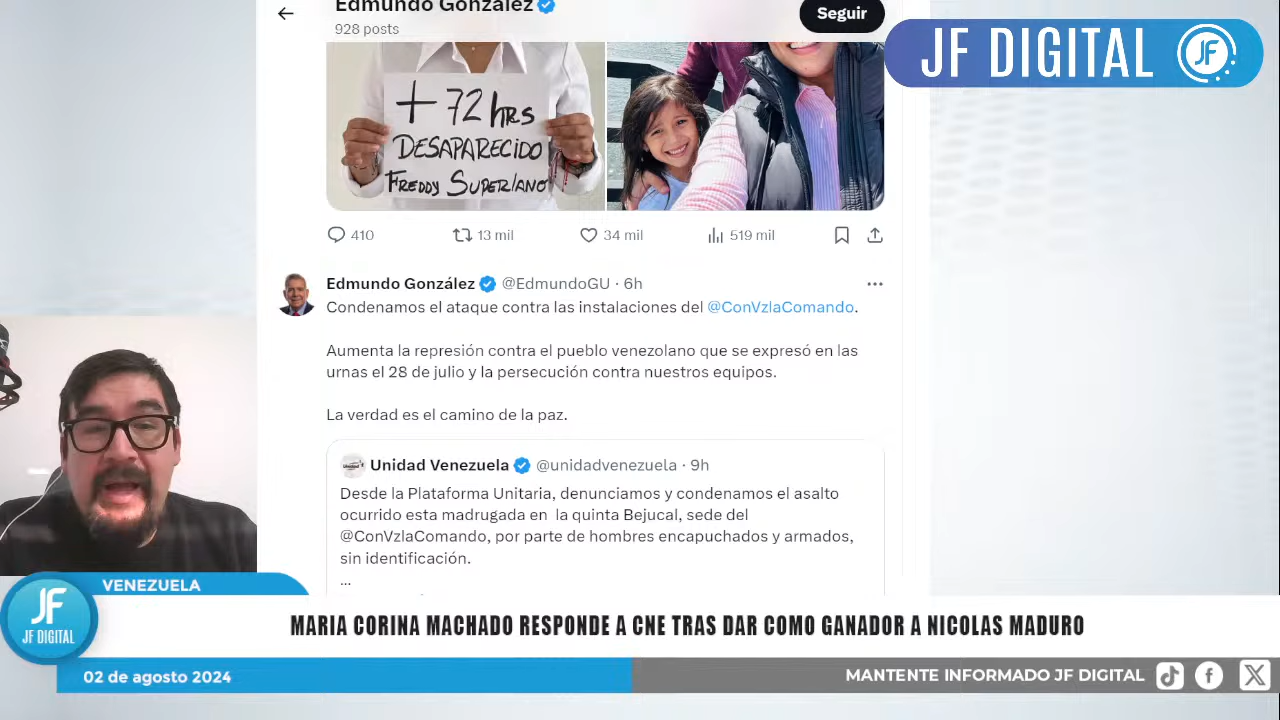 Edmundo González
928 posts
Seguir
JF DIGITAL
JF
+ 72 hrs
DESAPARECIDO
FREDDY SUPERLANO
410
13 mil
34 mil
519 mil
Edmundo González @EdmundoGU · 6h
Condenamos el ataque contra las instalaciones del @ConVzlaComando.
Aumenta la represión contra el pueblo venezolano que se expresó en las
urnas el 28 de julio y la persecución contra nuestros equipos.
La verdad es el camino de la paz.
Unidad Venezuela @unidadvenezuela · 9h
Desde la Plataforma Unitaria, denunciamos y condenamos el asalto
ocurrido esta madrugada en la quinta Bejucal, sede del
@ConVzlaComando, por parte de hombres encapuchados y armados,
sin identificación.
...
VENEZUELA
JF
JF DIGITAL
MARIA CORINA MACHADO RESPONDE A CNE TRAS DAR COMO GANADOR A NICOLAS MADURO
02 de agosto 2024
MANTENTE INFORMADO JF DIGITAL